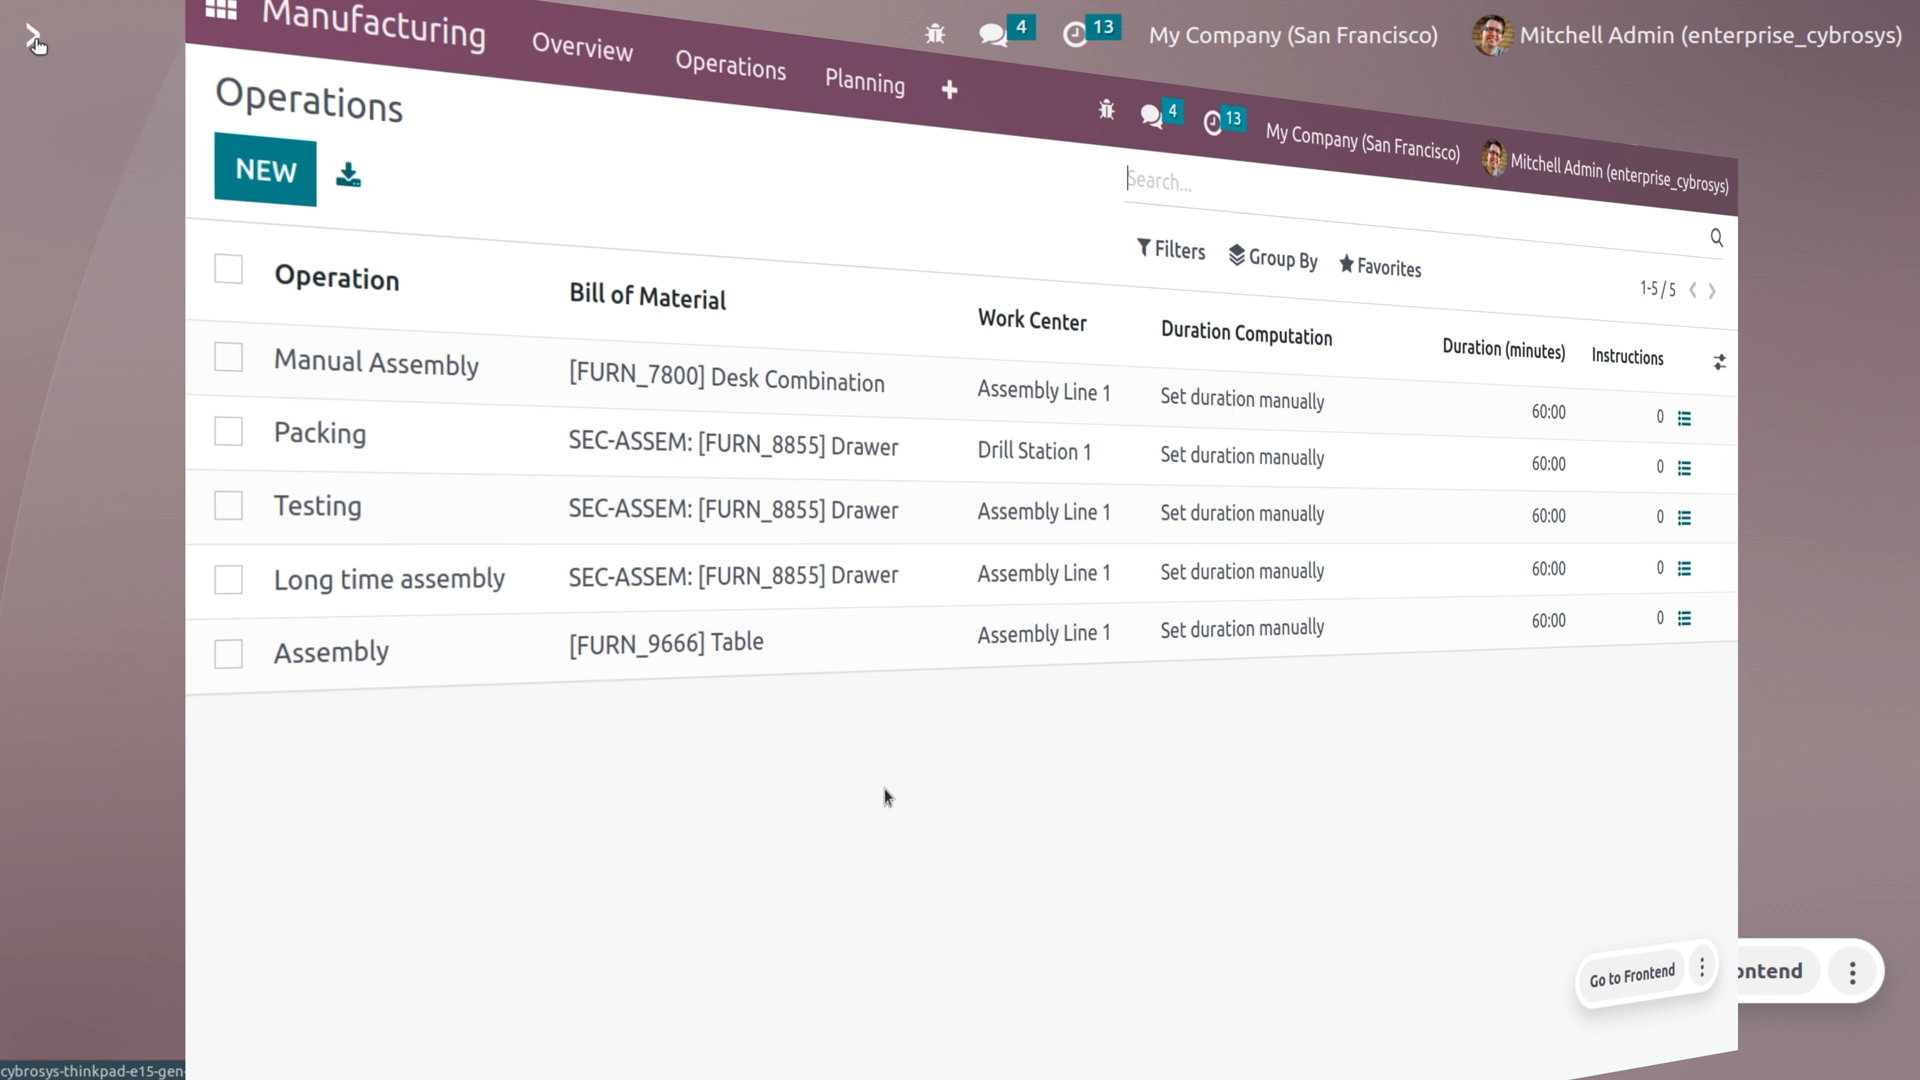 4 13 My Company (San Francisco) Mitchell Admin (enterprise_cybrosys)
Manufacturing Overview Operations Planning
4 13 My Company (San Francisco) Mitchell Admin (enterprise_cybrosys)
Operations
NEW
Search...
Filters Group By Favorites
1-5 / 5
Operation Bill of Material Work Center Duration Computation Duration (minutes) Instructions
Manual Assembly [FURN_7800] Desk Combination Assembly Line 1 Set duration manually 60:00 0
Packing SEC-ASSEM: [FURN_8855] Drawer Drill Station 1 Set duration manually 60:00 0
Testing SEC-ASSEM: [FURN_8855] Drawer Assembly Line 1 Set duration manually 60:00 0
Long time assembly SEC-ASSEM: [FURN_8855] Drawer Assembly Line 1 Set duration manually 60:00 0
Assembly [FURN_9666] Table Assembly Line 1 Set duration manually 60:00 0
Go to Frontend
ontend
cybrosys-thinkpad-e15-gen-